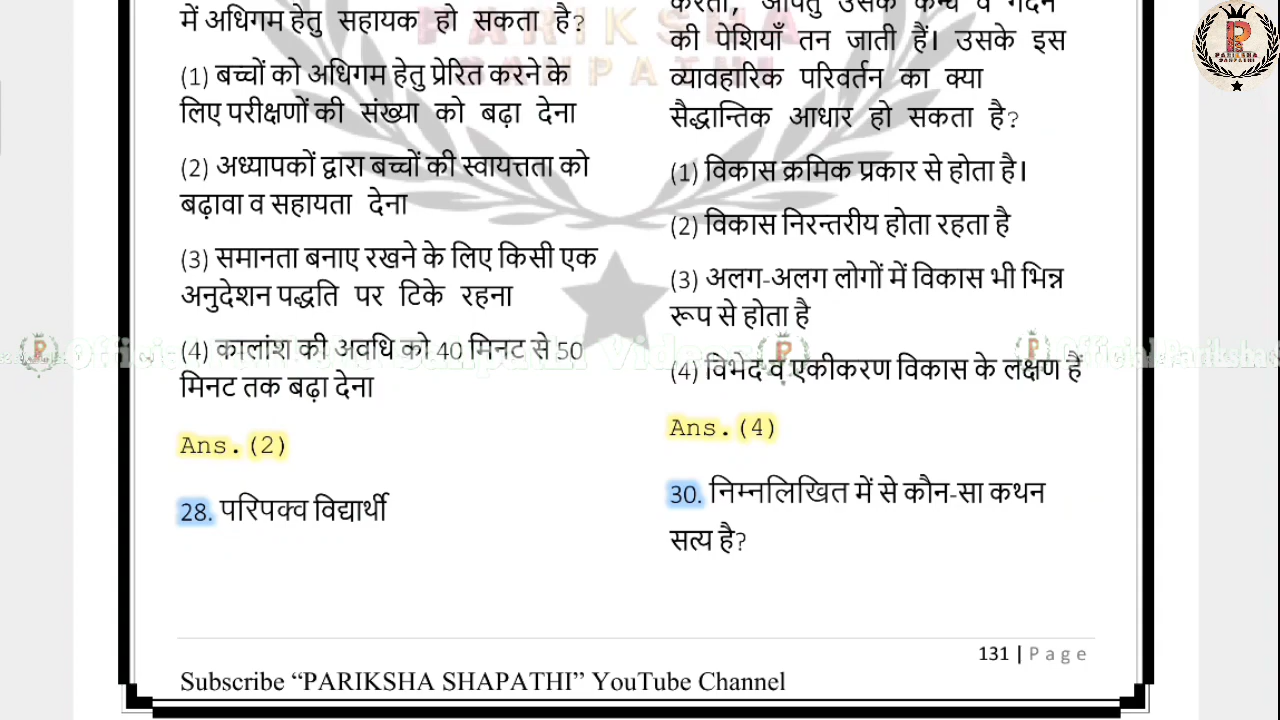 में अधिगम हेतु सहायक हो सकता है?
(1) बच्चों को अधिगम हेतु प्रेरित करने के
लिए परीक्षणों की संख्या को बढ़ा देना
(2) अध्यापकों द्वारा बच्चों की स्वायत्तता को
बढ़ावा व सहायता देना
(3) समानता बनाए रखने के लिए किसी एक
अनुदेशन पद्धति पर टिके रहना
(4) कालांश की अवधि को 40 मिनट से 50
मिनट तक बढ़ा देना
Ans.(2)
28. परिपक्व विद्यार्थी
की पेशियाँ तन जाती हैं। उसके इस
व्यावहारिक परिवर्तन का क्या
सैद्धान्तिक आधार हो सकता है?
(1) विकास क्रमिक प्रकार से होता है।
(2) विकास निरन्तरीय होता रहता है
(3) अलग-अलग लोगों में विकास भी भिन्न
रूप से होता है
(4) विभेद व एकीकरण विकास के लक्षण हैं
Ans.(4)
30. निम्नलिखित में से कौन-सा कथन
सत्य है?
131 | Page
Subscribe “PARIKSHA SHAPATHI” YouTube Channel
PARIKSHA